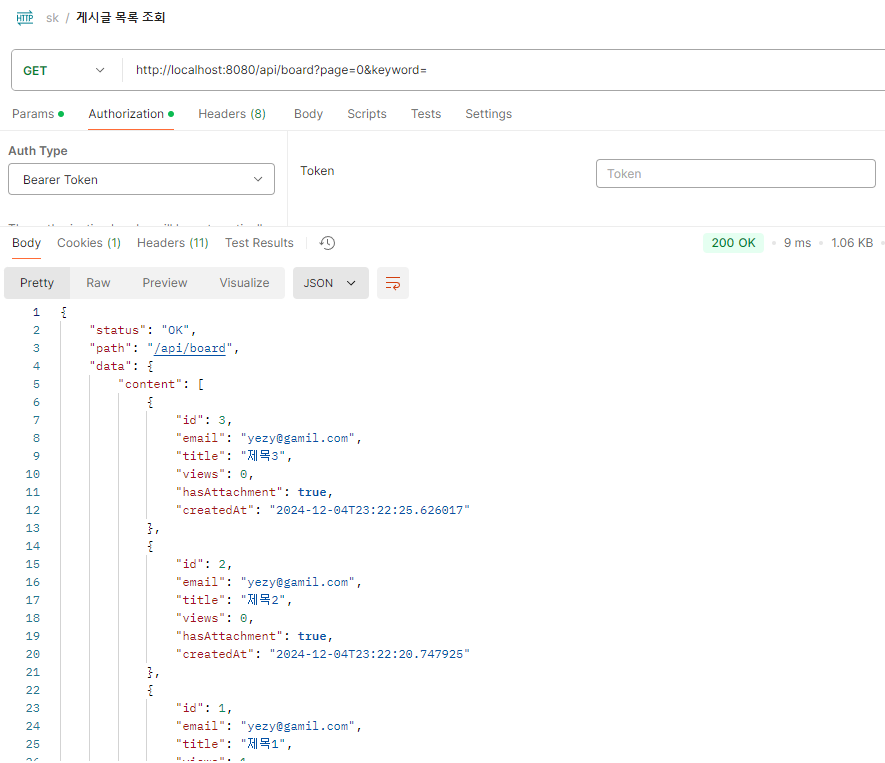 HTTP sk / 게시글 목록 조회
GET http://localhost:8080/api/board?page=0&keyword=
Params Authorization Headers (8) Body Scripts Tests Settings
Auth Type
Bearer Token
Token
Token
Body Cookies (1) Headers (11) Test Results 200 OK 9 ms 1.06 KB
Pretty Raw Preview Visualize JSON
1 {
2 "status": "OK",
3 "path": "/api/board",
4 "data": {
5 "content": [
6 {
7 "id": 3,
8 "email": "yezy@gamil.com",
9 "title": "제목3",
10 "views": 0,
11 "hasAttachment": true,
12 "createdAt": "2024-12-04T23:22:25.626017"
13 },
14 {
15 "id": 2,
16 "email": "yezy@gamil.com",
17 "title": "제목2",
18 "views": 0,
19 "hasAttachment": true,
20 "createdAt": "2024-12-04T23:22:20.747925"
21 },
22 {
23 "id": 1,
24 "email": "yezy@gamil.com",
25 "title": "제목1",